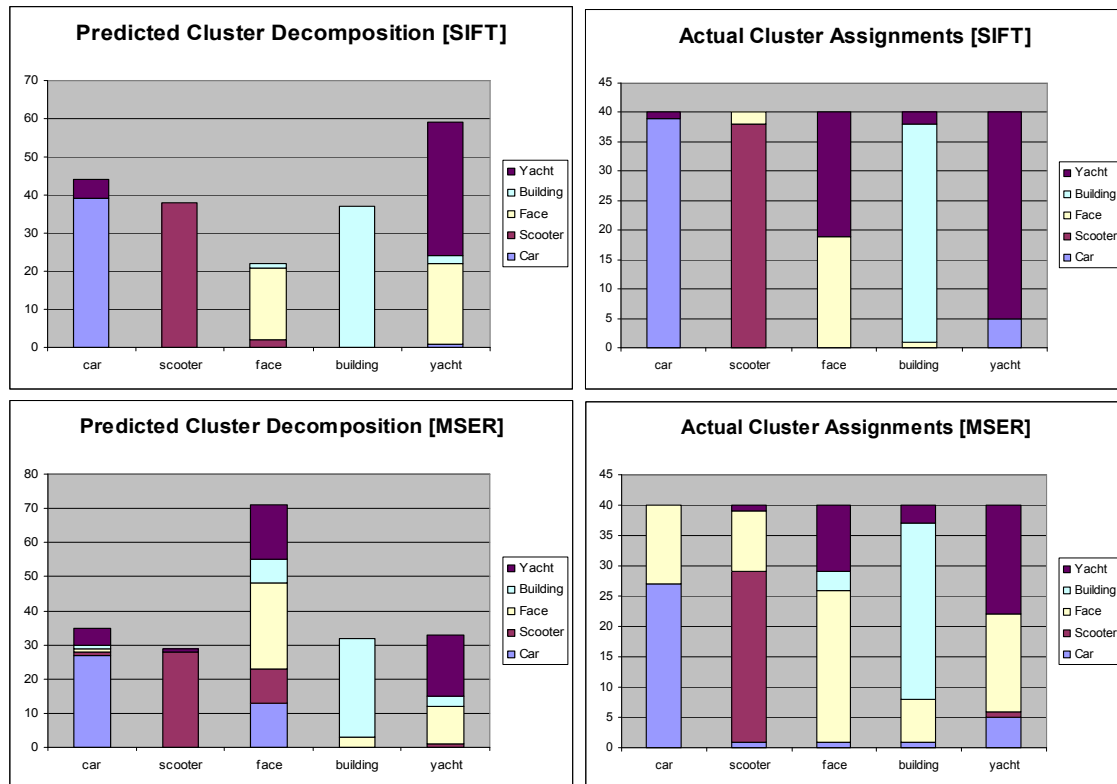 Predicted Cluster Decomposition [SIFT]
70
60
50
40
30
20
10
0
car scooter face building yacht
Yacht
Building
Face
Scooter
Car
Actual Cluster Assignments [SIFT]
45
40
35
30
25
20
15
10
5
0
car scooter face building yacht
Yacht
Building
Face
Scooter
Car
Predicted Cluster Decomposition [MSER]
80
70
60
50
40
30
20
10
0
car scooter face building yacht
Yacht
Building
Face
Scooter
Car
Actual Cluster Assignments [MSER]
45
40
35
30
25
20
15
10
5
0
car scooter face building yacht
Yacht
Building
Face
Scooter
Car